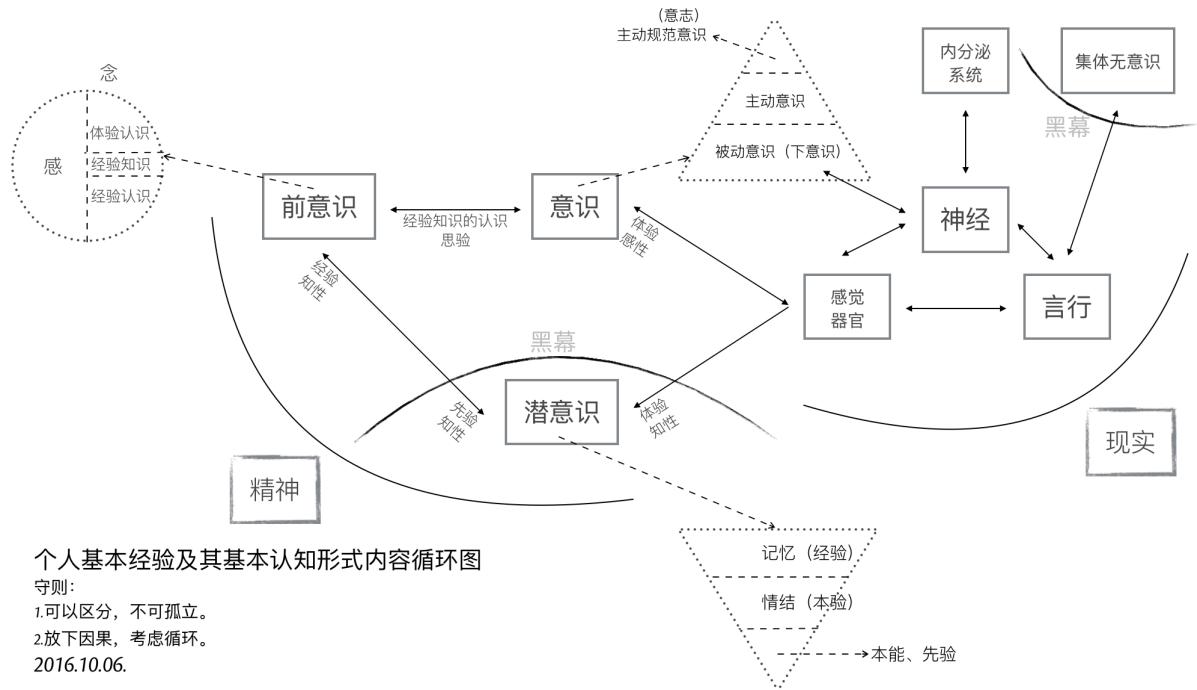 (意志)
主动规范意识
主动意识
被动意识（下意识）
内分泌
系统
集体无意识
黑幕
念
感
体验认识
经验知识
经验认识
前意识
经验知识的认识
思验
意识
体验
感性
神经
感觉
器官
言行
经验
知性
黑幕
先验
知性
潜意识
体验
知性
现实
精神
记忆（经验）
情结（本验）
本能、先验
个人基本经验及其基本认知形式内容循环图
守则：
1.可以区分，不可孤立。
2.放下因果，考虑循环。
2016.10.06.